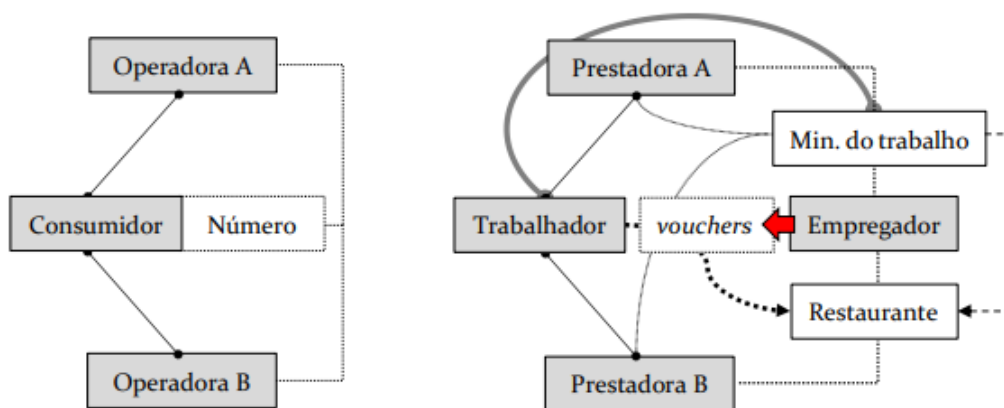 Operadora A
Consumidor
Número
Operadora B
Prestadora A
Min. do trabalho
Trabalhador
vouchers
Empregador
Restaurante
Prestadora B